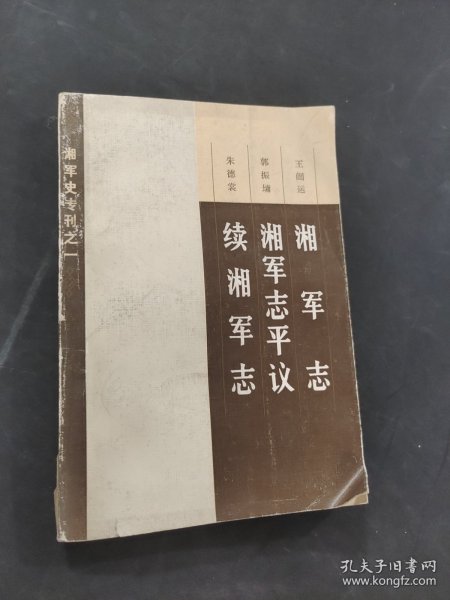 湘军史专刊之一
王闿运
湘军志
郭振墉
湘军志平议
朱德裳
续湘军志
孔夫子旧书网
www.kongfz.com